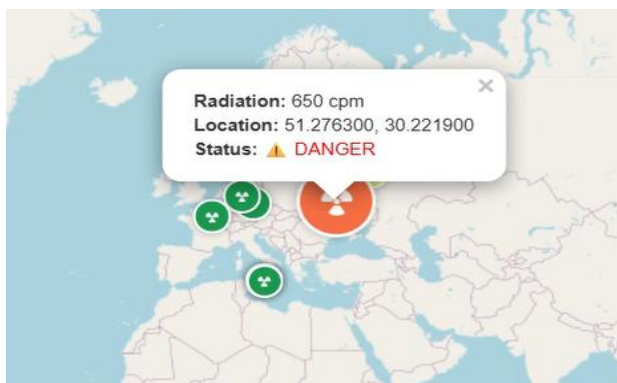 ×
Radiation: 650 cpm
Location: 51.276300, 30.221900
Status: ⚠ DANGER